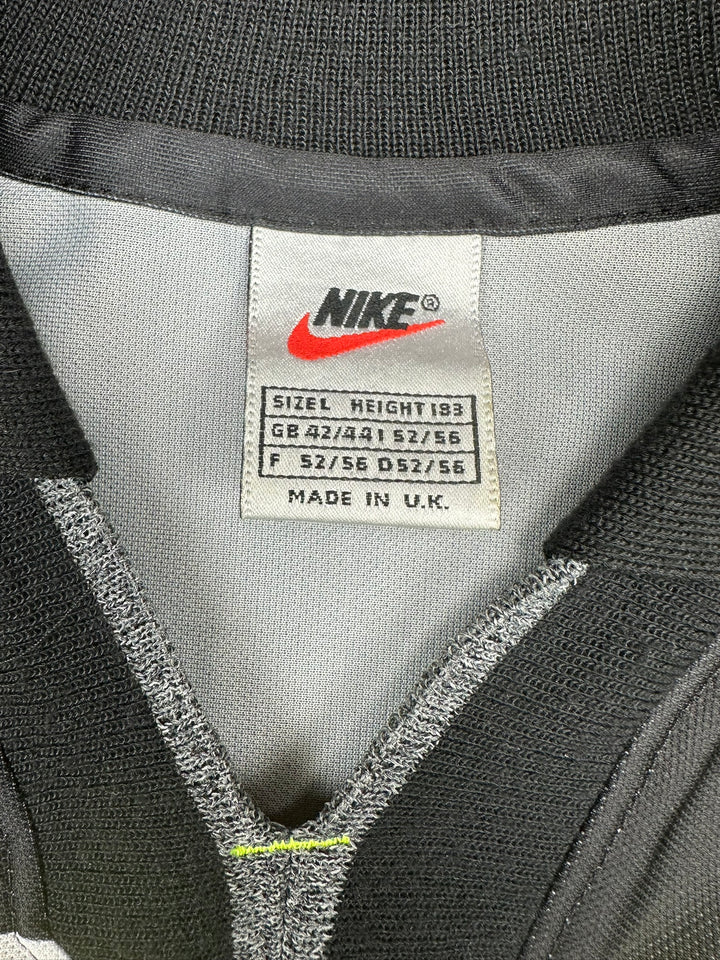 NIKE®
SIZE L HEIGHT 183
GB 42/44 I 52/56
F 52/56 D 52/56
MADE IN U.K.